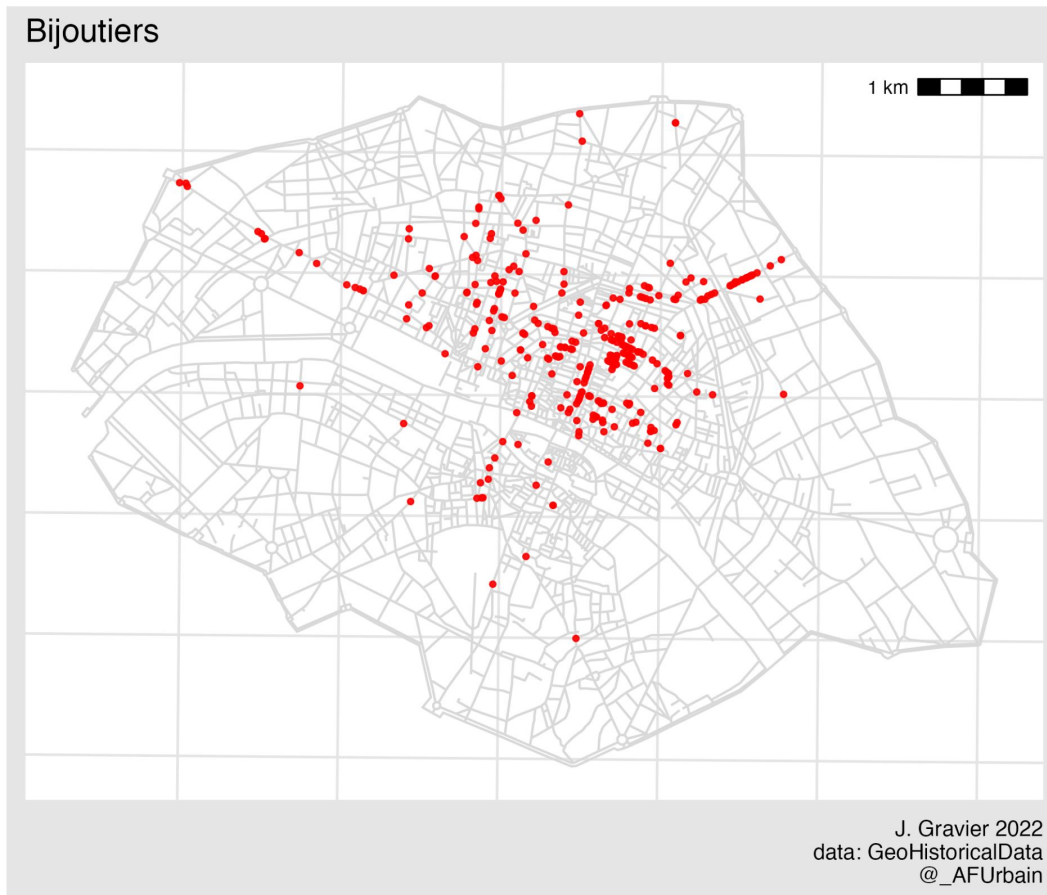 Bijoutiers
1 km
J. Gravier 2022
data: GeoHistoricalData
@_AFUrbain